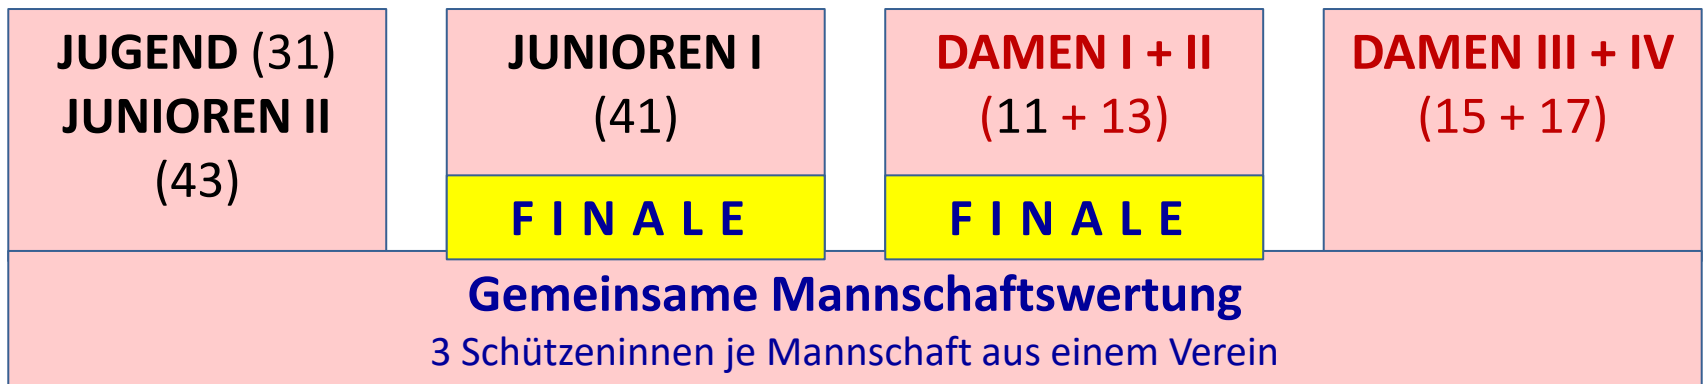 JUGEND (31)
JUNIOREN II
(43)
JUNIOREN I
(41)
FINALE
DAMEN I + II
(11 + 13)
FINALE
DAMEN III + IV
(15 + 17)
Gemeinsame Mannschaftswertung
3 Schützeninnen je Mannschaft aus einem Verein